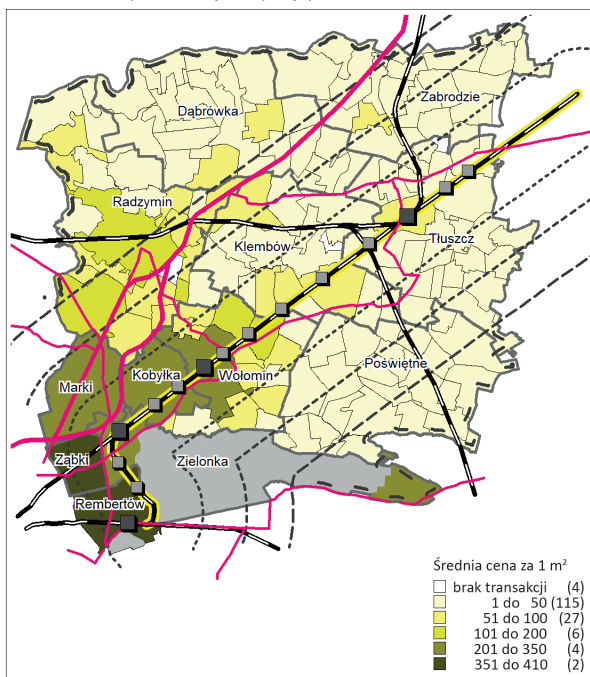 Zabrodzie
Dąbrówka
Radzymin
Klembów
Tłuszcz
Poświętne
Marki
Kobyłka
Wołomin
Ząbki
Zielonka
Rembertów
Średnia cena za 1 m²
brak transakcji (4)
1 do 50 (115)
51 do 100 (27)
101 do 200 (6)
201 do 350 (4)
351 do 410 (2)